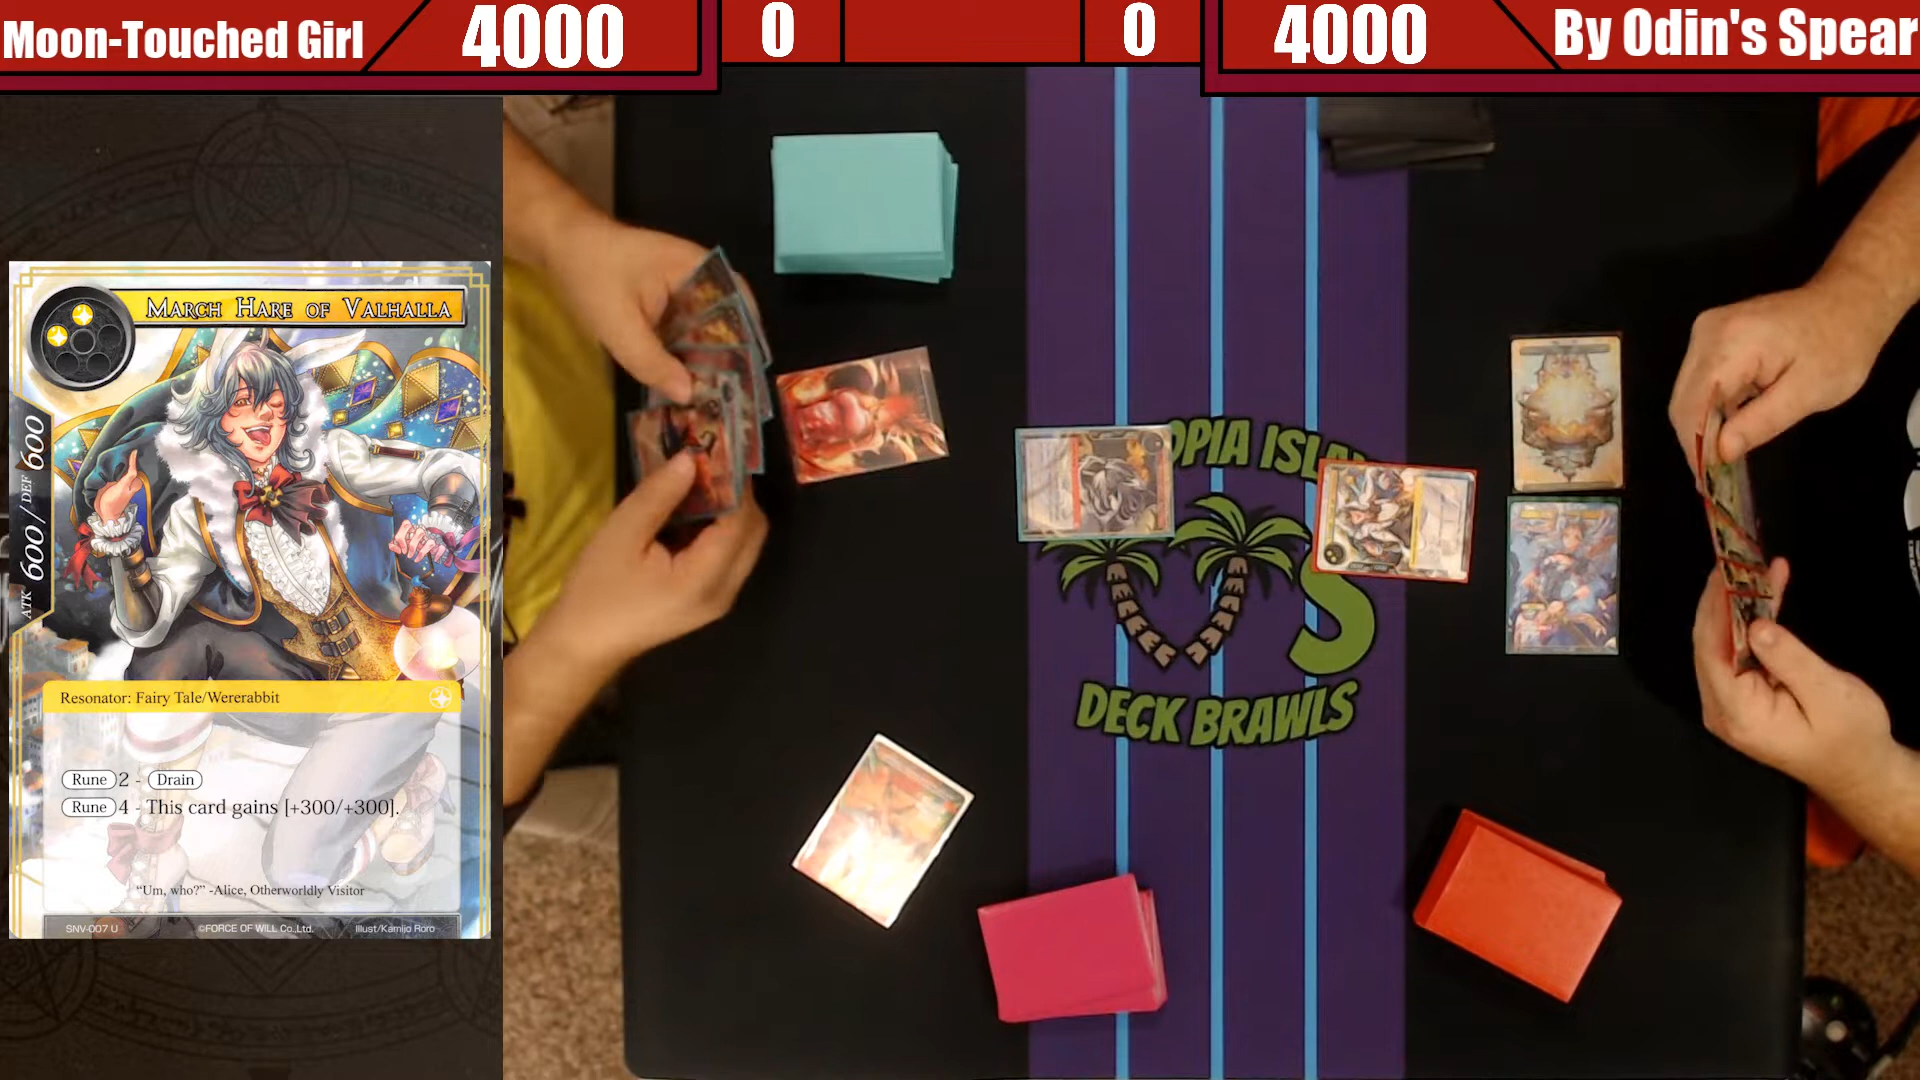 Moon-Touched Girl
4000
0
0
4000
By Odin's Spear
MARCH HARE OF VALHALLA
ATK 600 / DEF 600
Resonator: Fairy Tale/Wererabbit
Rune 2 - Drain
Rune 4 - This card gains [+300/+300].
"Um, who?" -Alice, Otherworldly Visitor
SNV-007 U
©FORCE OF WILL Co.,Ltd.
Illust/Kamijo Roro
OPIA ISLA
S
DECK BRAWLS